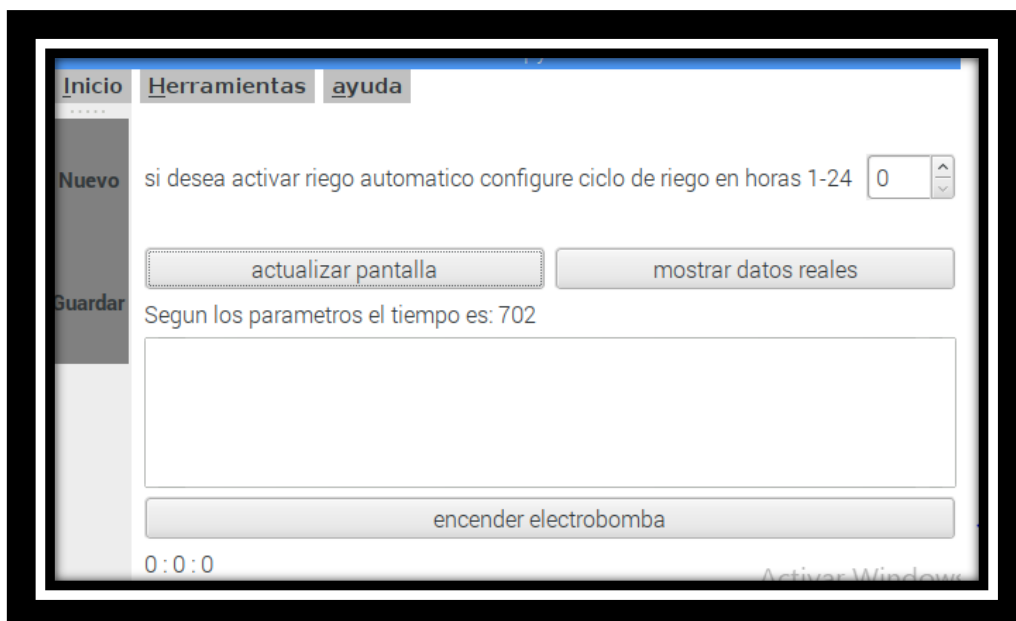 Inicio Herramientas ayuda
Nuevo si desea activar riego automatico configure ciclo de riego en horas 1-24 0
actualizar pantalla mostrar datos reales
Guardar
Segun los parametros el tiempo es: 702
encender electrobomba
0 : 0 : 0
Activar Windows